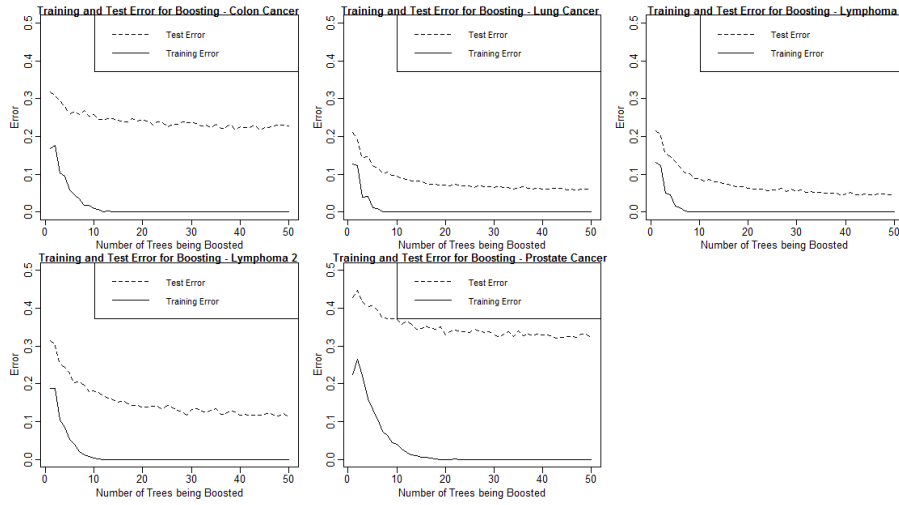 Training and Test Error for Boosting - Colon Cancer
Test Error
Training Error
Error
0.0 0.1 0.2 0.3 0.4 0.5
0 10 20 30 40 50
Number of Trees being Boosted
Training and Test Error for Boosting - Lung Cancer
Test Error
Training Error
Error
0.0 0.1 0.2 0.3 0.4 0.5
0 10 20 30 40 50
Number of Trees being Boosted
Training and Test Error for Boosting - Lymphoma
Test Error
Training Error
Error
0.0 0.1 0.2 0.3 0.4 0.5
0 10 20 30 40 50
Number of Trees being Boosted
Training and Test Error for Boosting - Lymphoma 2
Test Error
Training Error
Error
0.0 0.1 0.2 0.3 0.4 0.5
0 10 20 30 40 50
Number of Trees being Boosted
Training and Test Error for Boosting - Prostate Cancer
Test Error
Training Error
Error
0.0 0.1 0.2 0.3 0.4 0.5
0 10 20 30 40 50
Number of Trees being Boosted